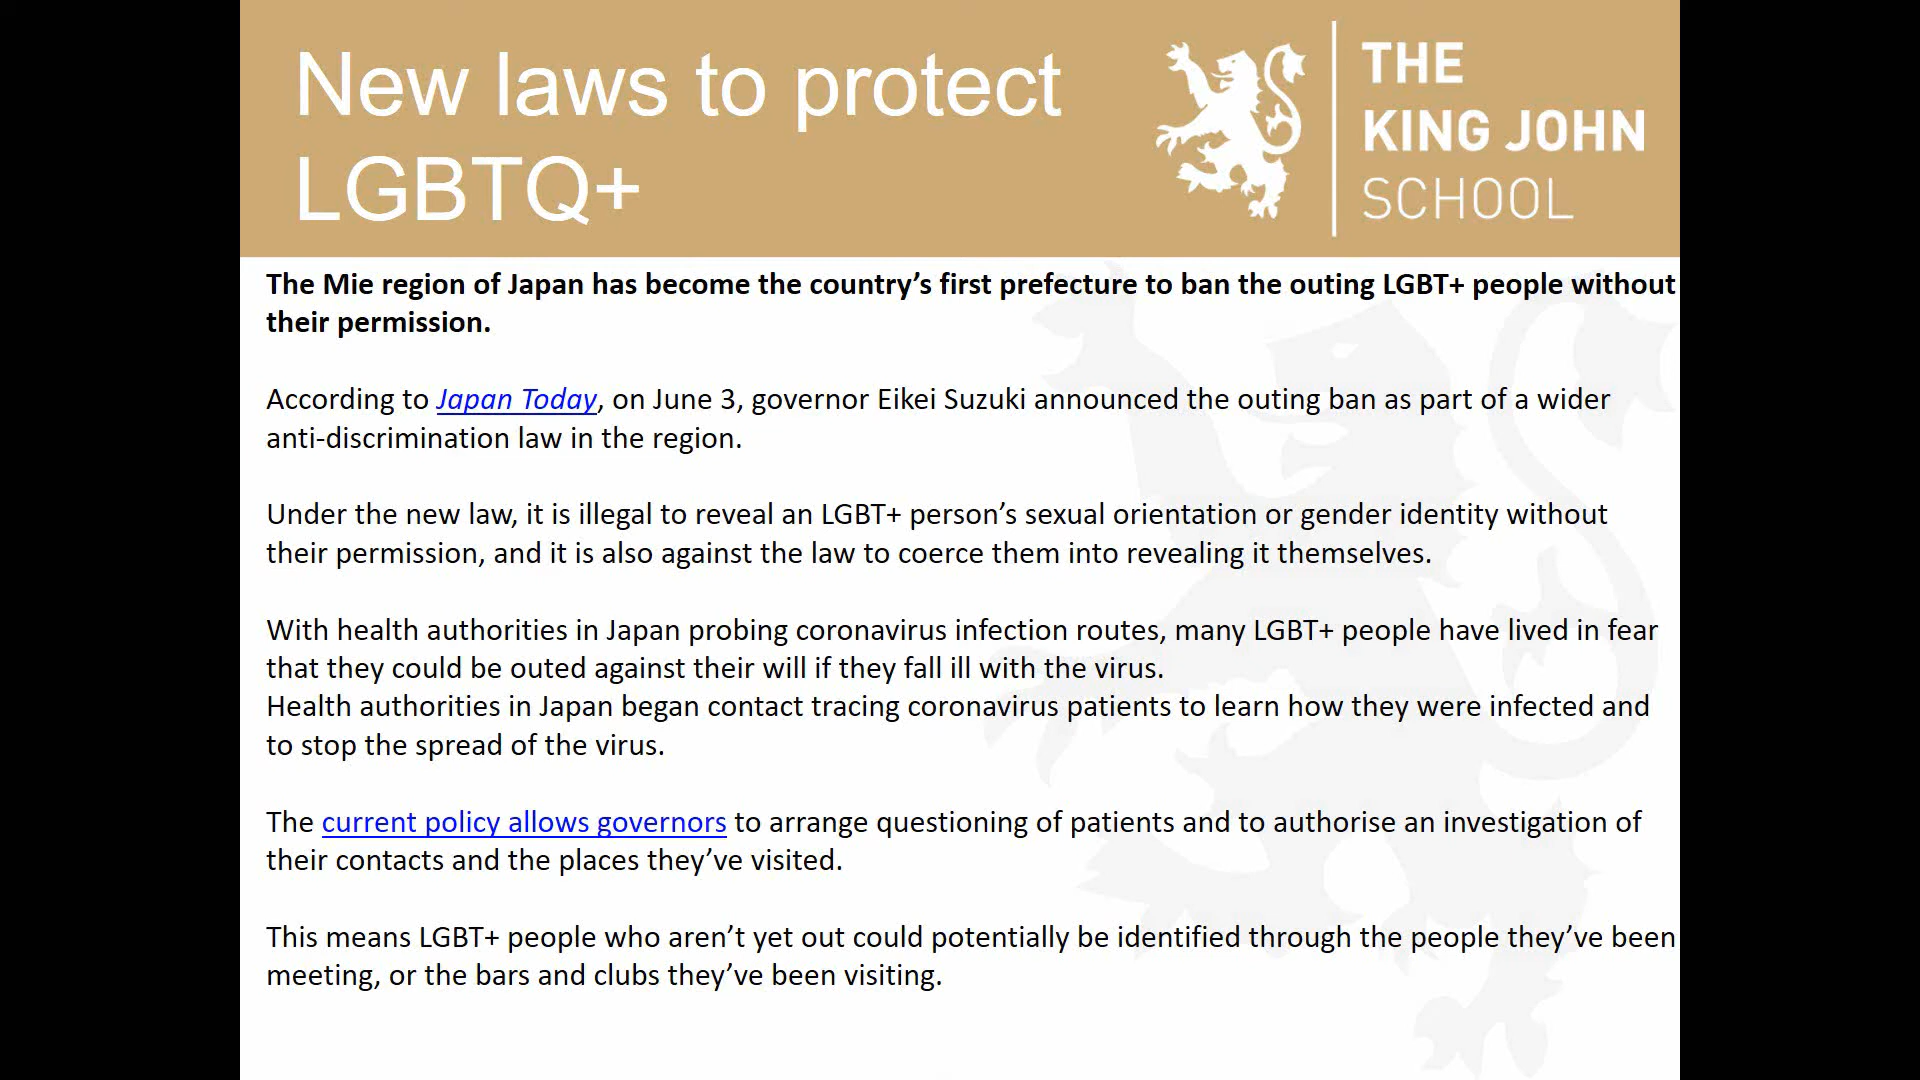 New laws to protect
LGBTQ+
THE
KING JOHN
SCHOOL
The Mie region of Japan has become the country’s first prefecture to ban the outing LGBT+ people without
their permission.
According to Japan Today, on June 3, governor Eikei Suzuki announced the outing ban as part of a wider
anti-discrimination law in the region.
Under the new law, it is illegal to reveal an LGBT+ person’s sexual orientation or gender identity without
their permission, and it is also against the law to coerce them into revealing it themselves.
With health authorities in Japan probing coronavirus infection routes, many LGBT+ people have lived in fear
that they could be outed against their will if they fall ill with the virus.
Health authorities in Japan began contact tracing coronavirus patients to learn how they were infected and
to stop the spread of the virus.
The current policy allows governors to arrange questioning of patients and to authorise an investigation of
their contacts and the places they’ve visited.
This means LGBT+ people who aren’t yet out could potentially be identified through the people they’ve been
meeting, or the bars and clubs they’ve been visiting.